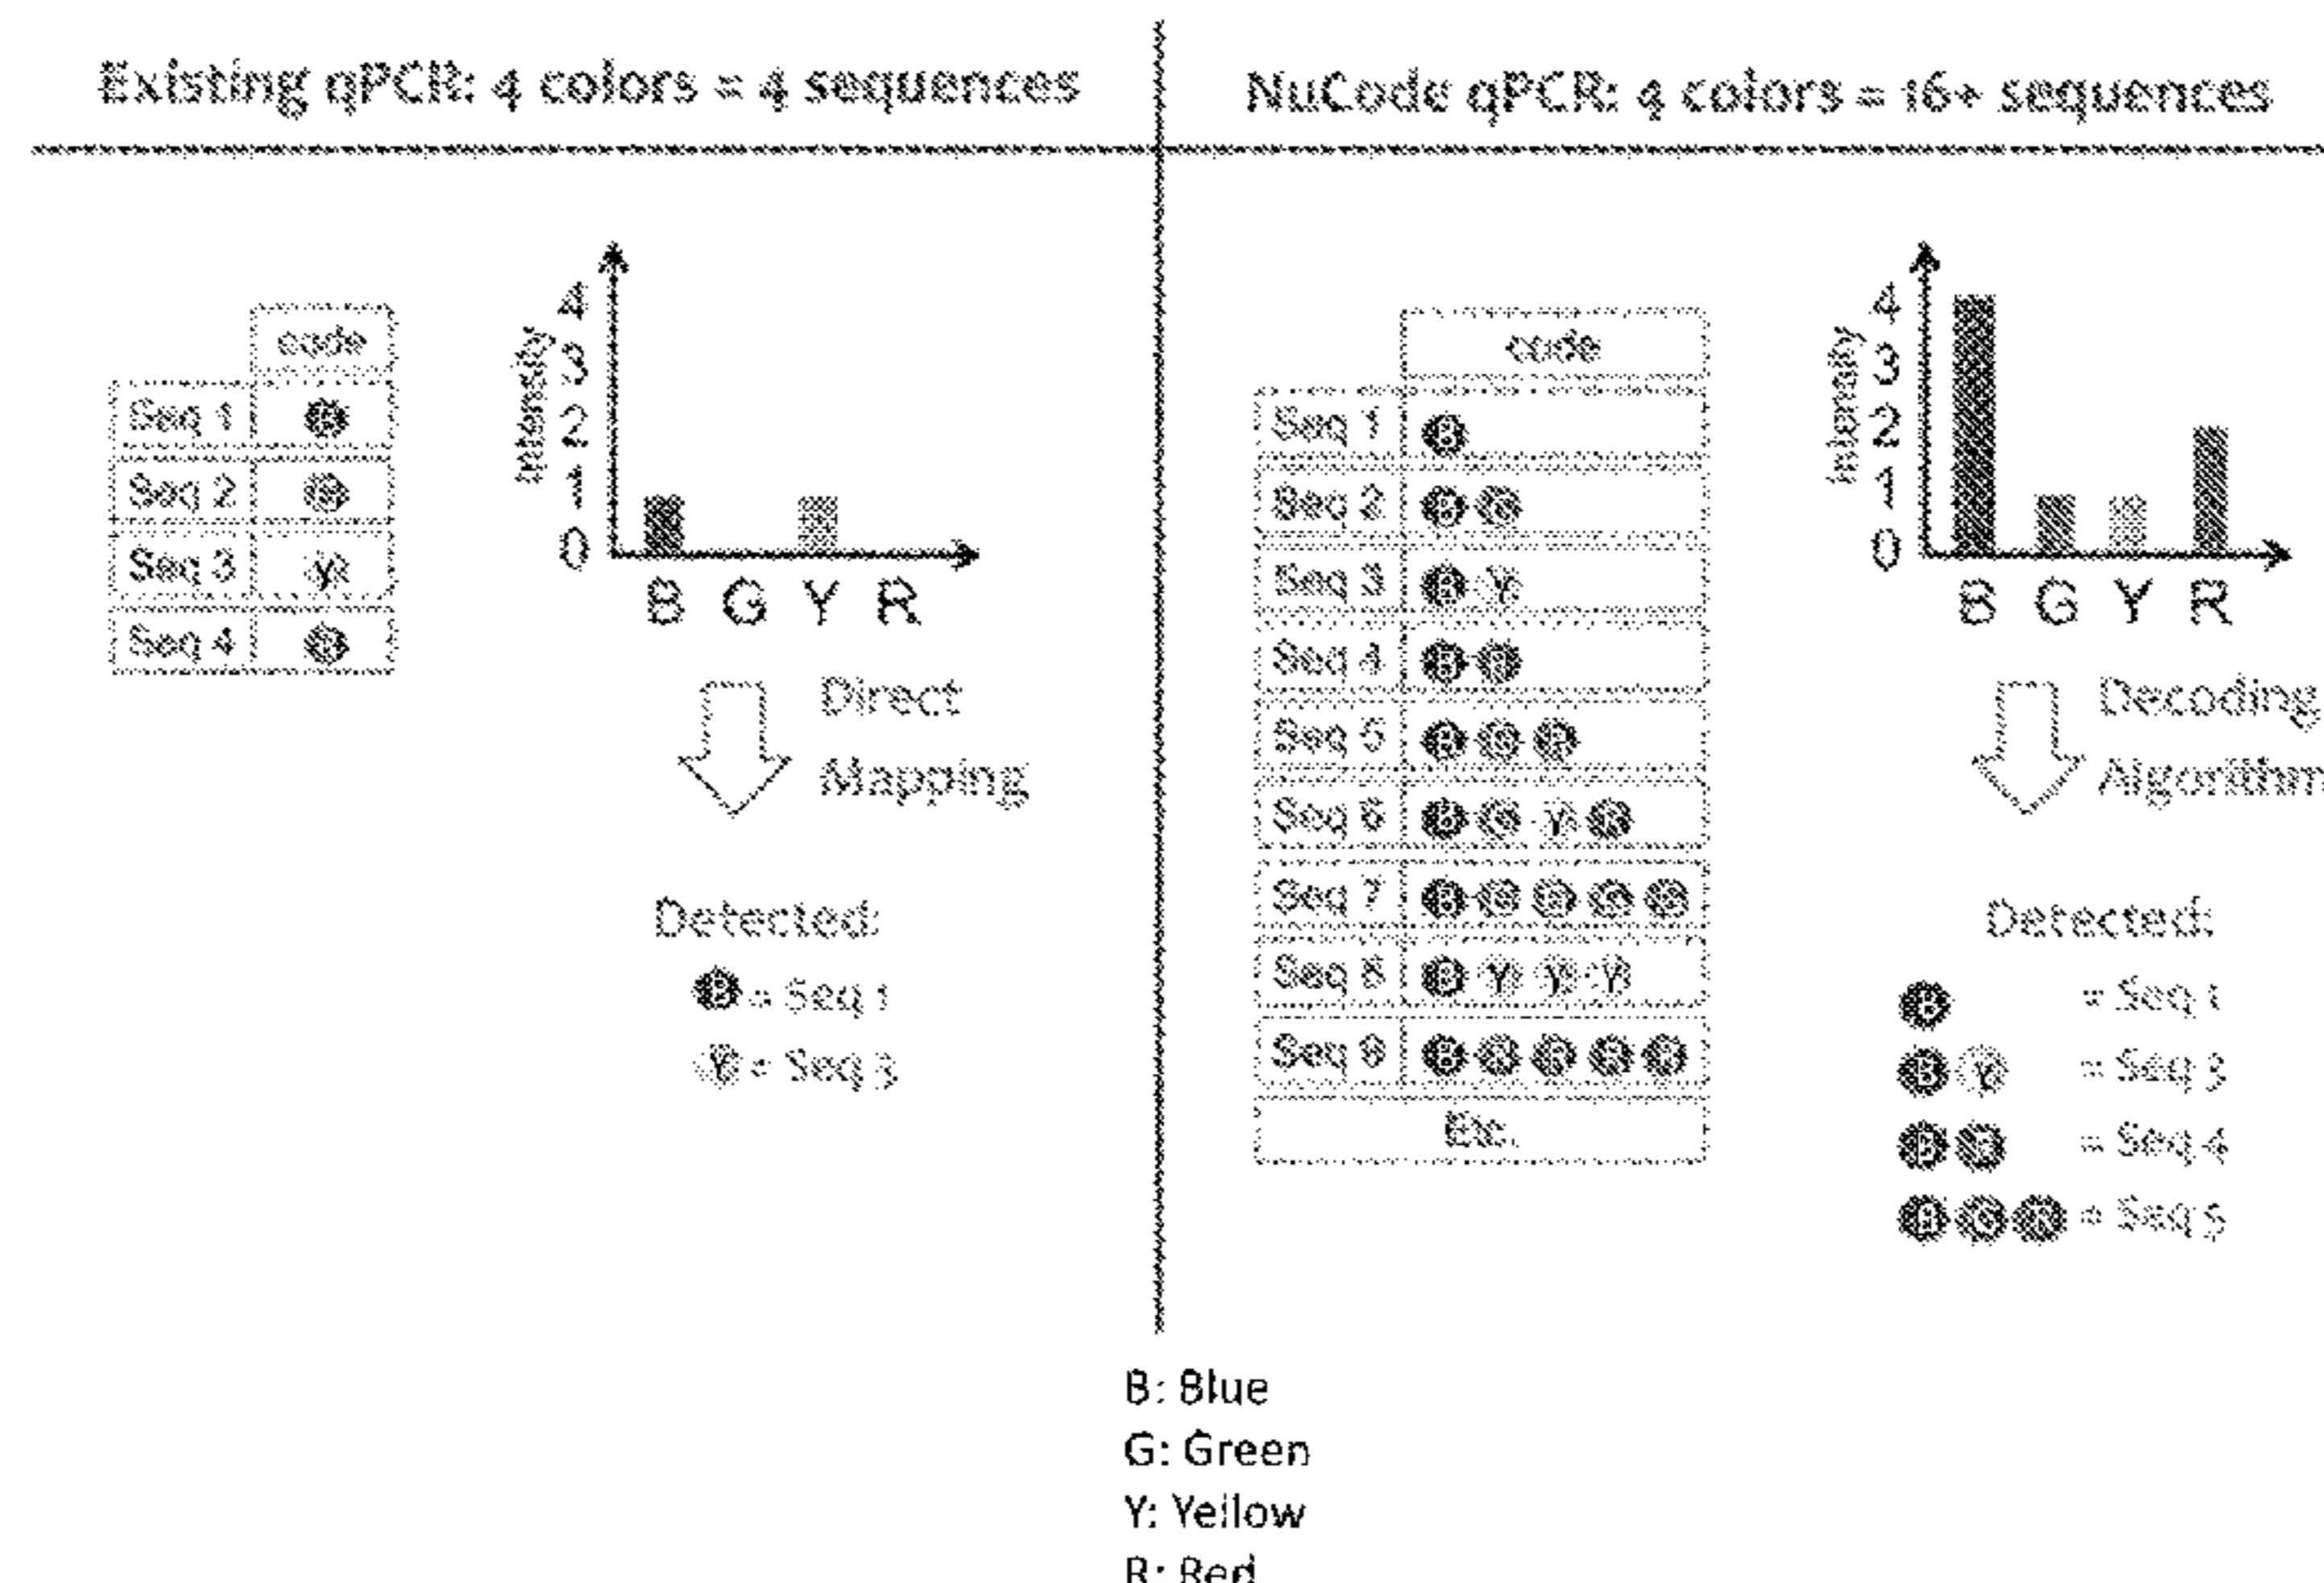 Existing qPCR: 4 colors = 4 sequences
code
Seq 1 B
Seq 2 G
Seq 3 Y
Seq 4
Intensity
4
3
2
1
0
B G Y R
Direct
Mapping
Detected:
B = Seq 1
Y = Seq 3
NuCode qPCR: 4 colors = 16+ sequences
code
Seq 1 B
Seq 2 B G
Seq 3 B Y
Seq 4 B R
Seq 5 B G R
Seq 6 B G Y R
Seq 7 B G G G G
Seq 8 B Y Y Y
Seq 9 B
Etc.
Intensity
4
3
2
1
0
B G Y R
Decoding
Algorithm
Detected:
B = Seq 1
B Y = Seq 3
B R = Seq 4
B G R = Seq 5
B: Blue
G: Green
Y: Yellow
R: Red